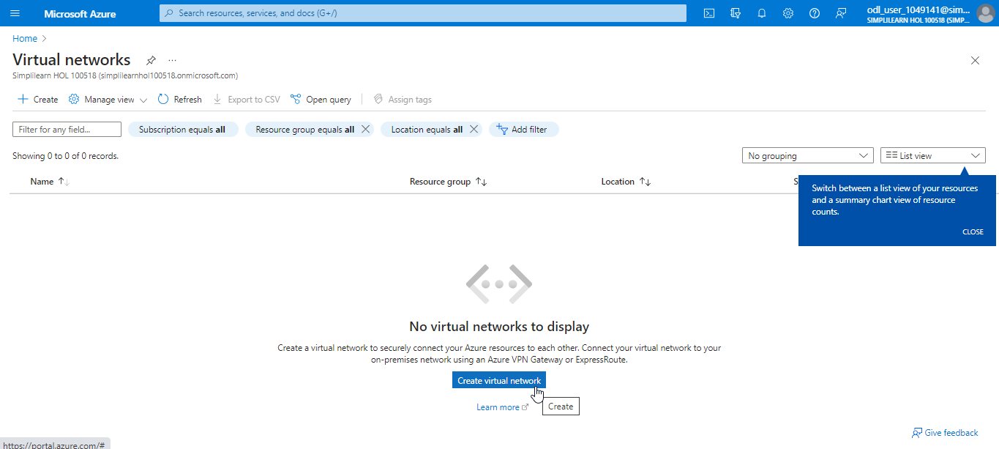 Microsoft Azure
Search resources, services, and docs (G+/)
odl_user_1049141@sim...
SIMPLILEARN HOL 100518 (SIMP...
Home
Virtual networks
...
Simplilearn HOL 100518 (simplilearnhol100518.onmicrosoft.com)
Create
Manage view
Refresh
Export to CSV
Open query
Assign tags
Filter for any field...
Subscription equals all
Resource group equals all
Location equals all
Add filter
Showing 0 to 0 of 0 records.
No grouping
List view
Name
Resource group
Location
S
Switch between a list view of your resources
and a summary chart view of resource
counts.
CLOSE
No virtual networks to display
Create a virtual network to securely connect your Azure resources to each other. Connect your virtual network to your
on-premises network using an Azure VPN Gateway or ExpressRoute.
Create virtual network
Learn more
Create
Give feedback
https://portal.azure.com/#